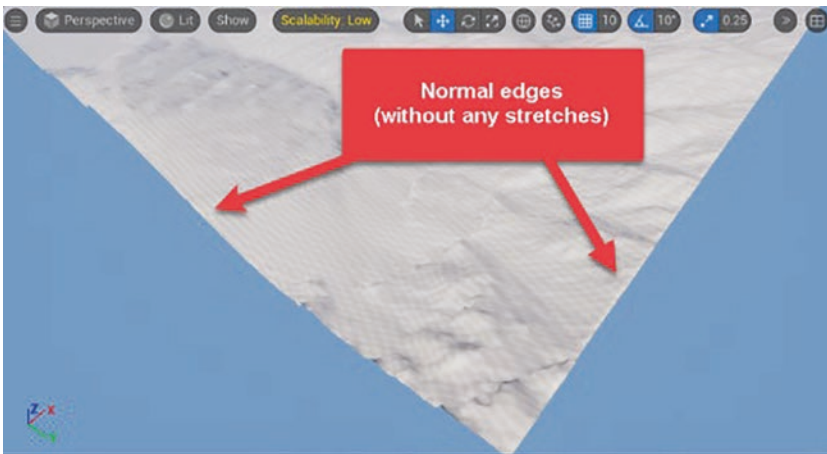 Perspective Lit Show Scalability: Low 10 10° 0.25
Normal edges
(without any stretches)
Z X
Y